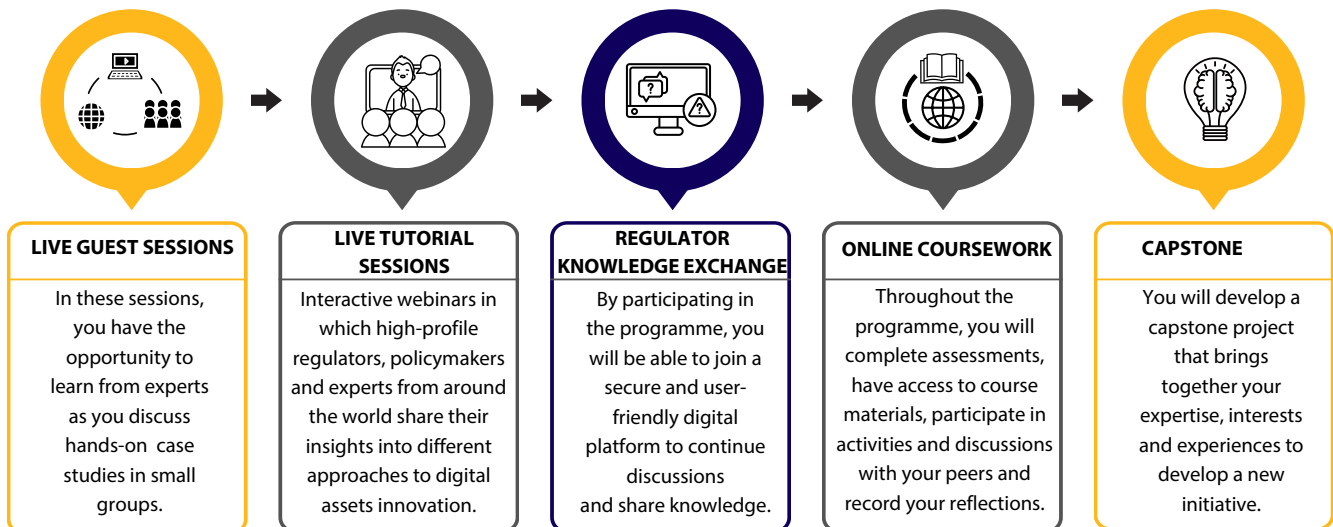 LIVE GUEST SESSIONS
In these sessions,
you have the
opportunity to
learn from experts
as you discuss
hands-on case
studies in small
groups.
LIVE TUTORIAL
SESSIONS
Interactive webinars in
which high-profile
regulators, policymakers
and experts from around
the world share their
insights into different
approaches to digital
assets innovation.
REGULATOR
KNOWLEDGE EXCHANGE
By participating in
the programme, you
will be able to join a
secure and user-
friendly digital
platform to continue
discussions
and share knowledge.
ONLINE COURSEWORK
Throughout the
programme, you will
complete assessments,
have access to course
materials, participate in
activities and discussions
with your peers and
record your reflections.
CAPSTONE
You will develop a
capstone project
that brings
together your
expertise, interests
and experiences to
develop a new
initiative.